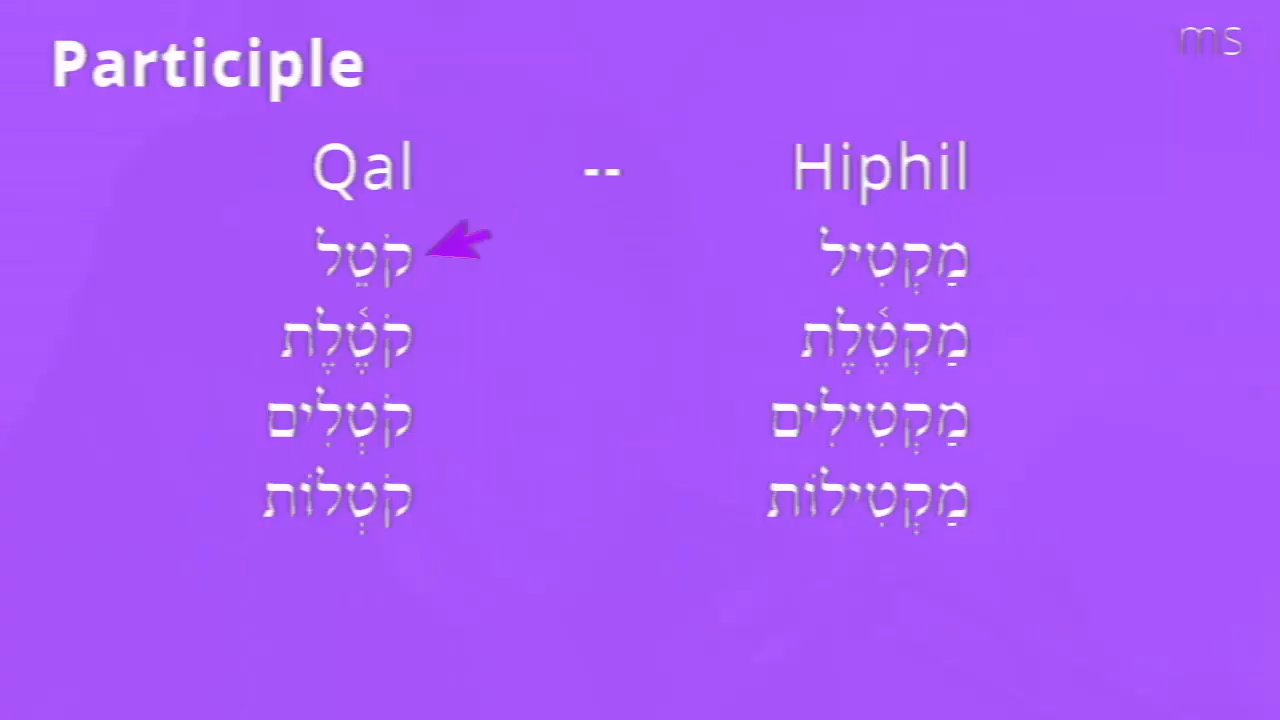 Participle
ms
Qal -- Hiphil
קֹטֵל מַקְטִיל
קֹטֶ֫לֶת מַקְטֶ֫לֶת
קֹטְלִים מַקְטִילִים
קֹטְלוֹת מַקְטִילוֹת